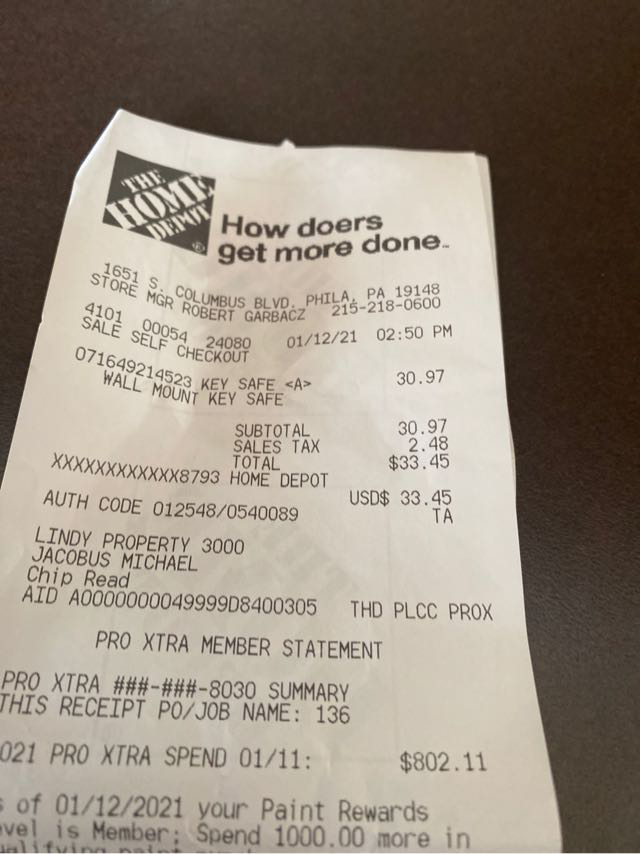 THE
HOME
DEPOT
®
How doers
get more done™
1651 S. COLUMBUS BLVD. PHILA, PA 19148
STORE MGR ROBERT GARBACZ 215-218-0600
4101 00054 24080 01/12/21 02:50 PM
SALE SELF CHECKOUT
071649214523 KEY SAFE <A> 30.97
WALL MOUNT KEY SAFE
SUBTOTAL 30.97
SALES TAX 2.48
TOTAL $33.45
XXXXXXXXXXXX8793 HOME DEPOT
USD$ 33.45
AUTH CODE 012548/0540089 TA
LINDY PROPERTY 3000
JACOBUS MICHAEL
Chip Read
AID A0000000049999D8400305 THD PLCC PROX
PRO XTRA MEMBER STATEMENT
PRO XTRA ###-###-8030 SUMMARY
THIS RECEIPT PO/JOB NAME: 136
021 PRO XTRA SPEND 01/11: $802.11
s of 01/12/2021 your Paint Rewards
evel is Member; Spend 1000.00 more in